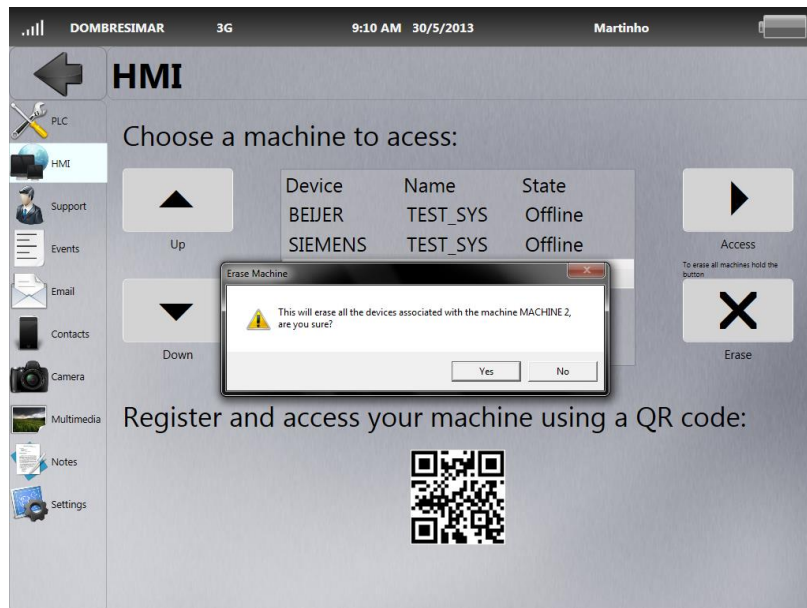 DOMBRESIMAR 3G 9:10 AM 30/5/2013 Martinho
HMI
PLC
HMI
Support
Events
Email
Contacts
Camera
Multimedia
Notes
Settings
Choose a machine to acess:
Up
Down
Device Name State
BEIJER TEST_SYS Offline
SIEMENS TEST_SYS Offline
Access
To erase all machines hold the
button
Erase
Erase Machine
This will erase all the devices associated with the machine MACHINE 2,
are you sure?
Yes No
Register and access your machine using a QR code: